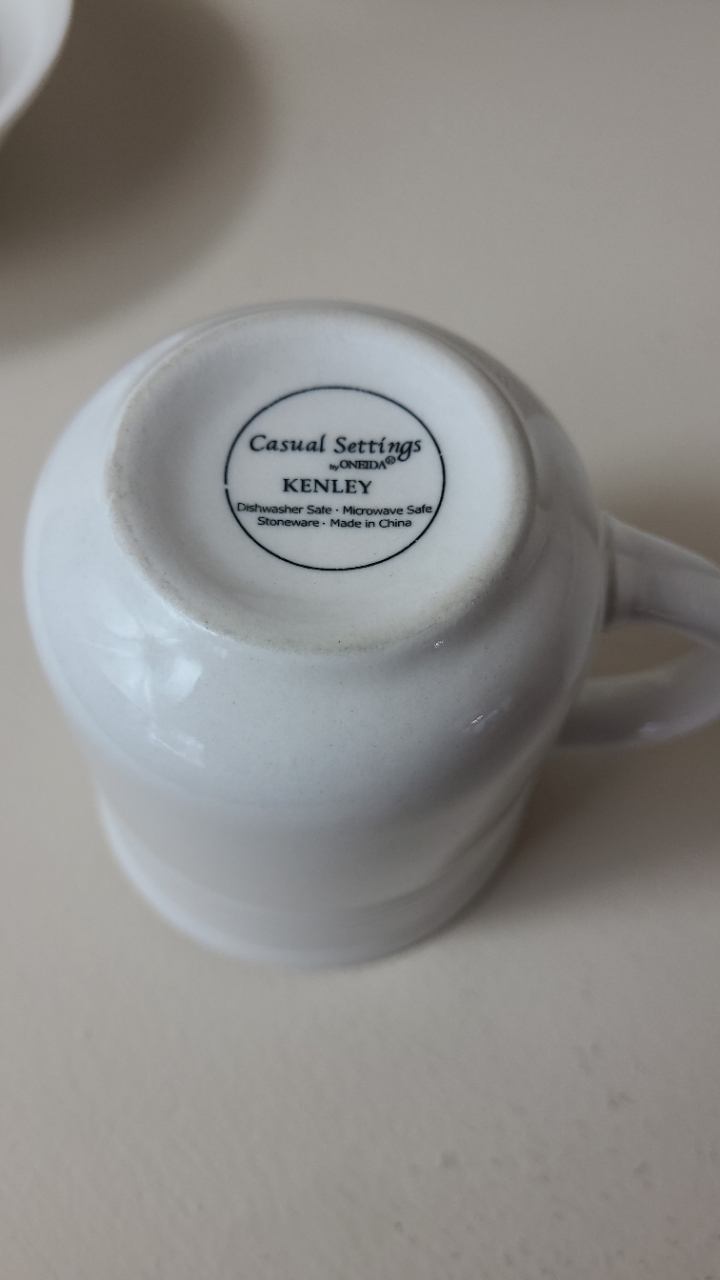 Casual Settings
by ONEIDA®
KENLEY
Dishwasher Safe · Microwave Safe
Stoneware · Made in China